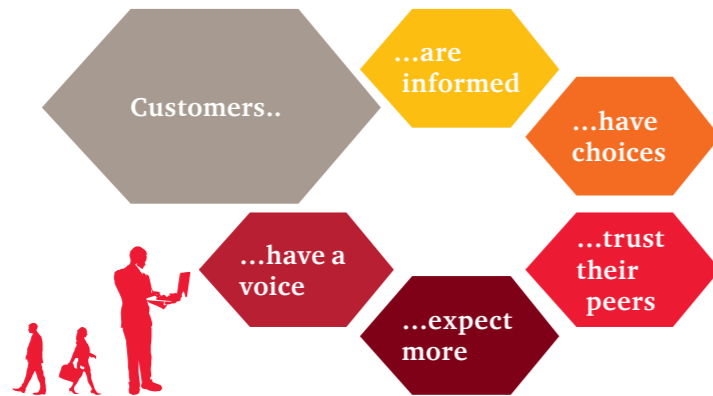 Customers..
...are
informed
...have
choices
...trust
their
peers
...expect
more
...have a
voice